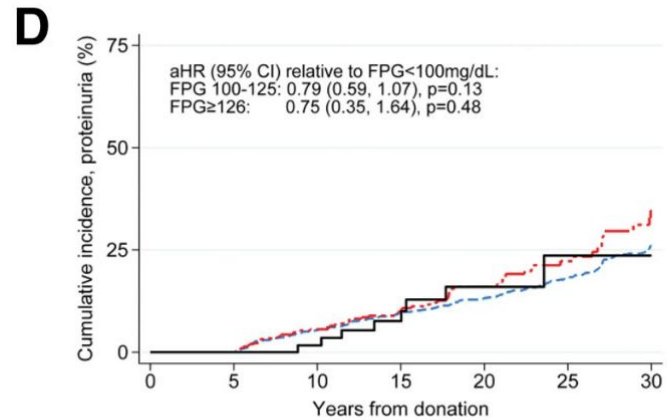 D
Cumulative incidence, proteinuria (%)
75
50
25
0
aHR (95% CI) relative to FPG<100mg/dL:
FPG 100-125: 0.79 (0.59, 1.07), p=0.13
FPG≥126: 0.75 (0.35, 1.64), p=0.48
0 5 10 15 20 25 30
Years from donation